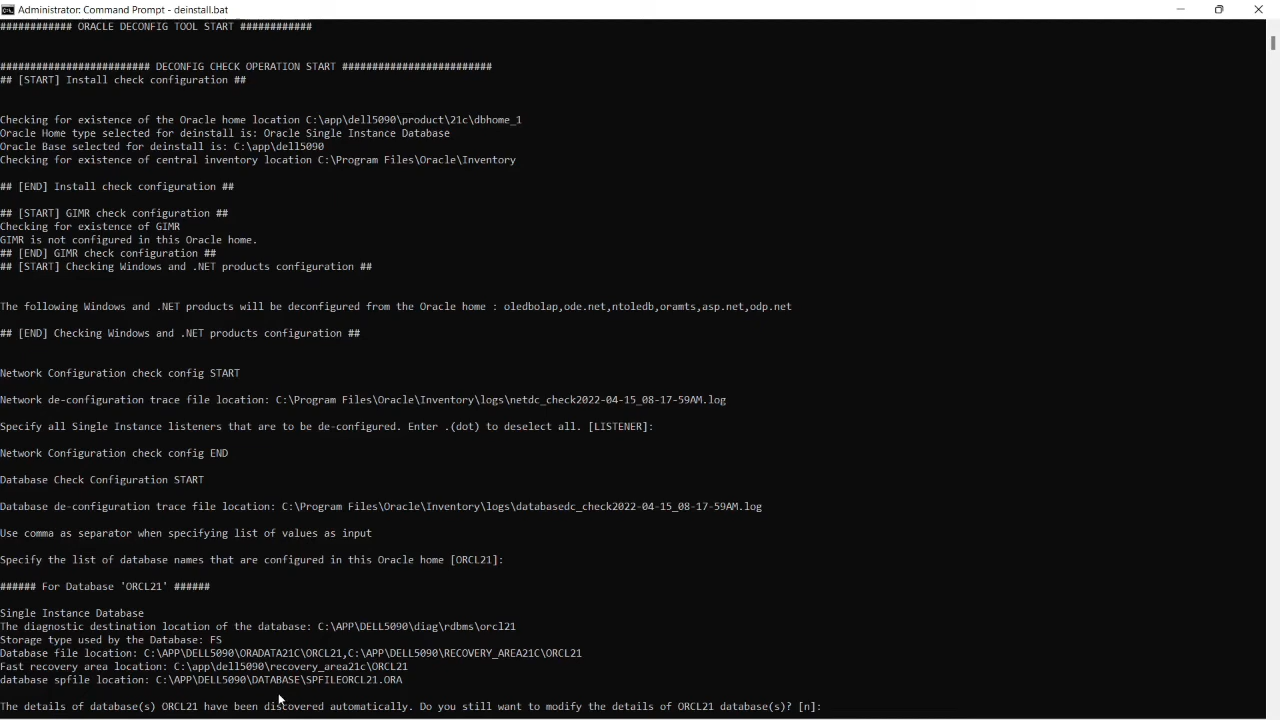 Administrator: Command Prompt - deinstall.bat
############ ORACLE DECONFIG TOOL START ############
######################### DECONFIG CHECK OPERATION START #########################
## [START] Install check configuration ##
Checking for existence of the Oracle home location C:\app\dell5090\product\21c\dbhome_1
Oracle Home type selected for deinstall is: Oracle Single Instance Database
Oracle Base selected for deinstall is: C:\app\dell5090
Checking for existence of central inventory location C:\Program Files\Oracle\Inventory
## [END] Install check configuration ##
## [START] GIMR check configuration ##
Checking for existence of GIMR
GIMR is not configured in this Oracle home.
## [END] GIMR check configuration ##
## [START] Checking Windows and .NET products configuration ##
The following Windows and .NET products will be deconfigured from the Oracle home : oledbolap,ode.net,ntoledb,oramts,asp.net,odp.net
## [END] Checking Windows and .NET products configuration ##
Network Configuration check config START
Network de-configuration trace file location: C:\Program Files\Oracle\Inventory\logs\netdc_check2022-04-15_08-17-59AM.log
Specify all Single Instance listeners that are to be de-configured. Enter .(dot) to deselect all. [LISTENER]:
Network Configuration check config END
Database Check Configuration START
Database de-configuration trace file location: C:\Program Files\Oracle\Inventory\logs\databasedc_check2022-04-15_08-17-59AM.log
Use comma as separator when specifying list of values as input
Specify the list of database names that are configured in this Oracle home [ORCL21]:
###### For Database 'ORCL21' ######
Single Instance Database
The diagnostic destination location of the database: C:\APP\DELL5090\diag\rdbms\orcl21
Storage type used by the Database: FS
Database file location: C:\APP\DELL5090\ORADATA21C\ORCL21,C:\APP\DELL5090\RECOVERY_AREA21C\ORCL21
Fast recovery area location: C:\app\dell5090\recovery_area21c\ORCL21
database spfile location: C:\APP\DELL5090\DATABASE\SPFILEORCL21.ORA
The details of database(s) ORCL21 have been discovered automatically. Do you still want to modify the details of ORCL21 database(s)? [n]: